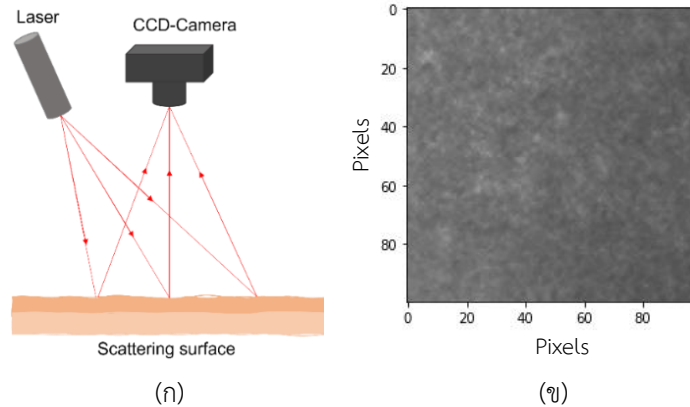 Laser
CCD-Camera
Scattering surface
(ก)
0
20
40
60
80
Pixels
0 20 40 60 80
Pixels
(ข)